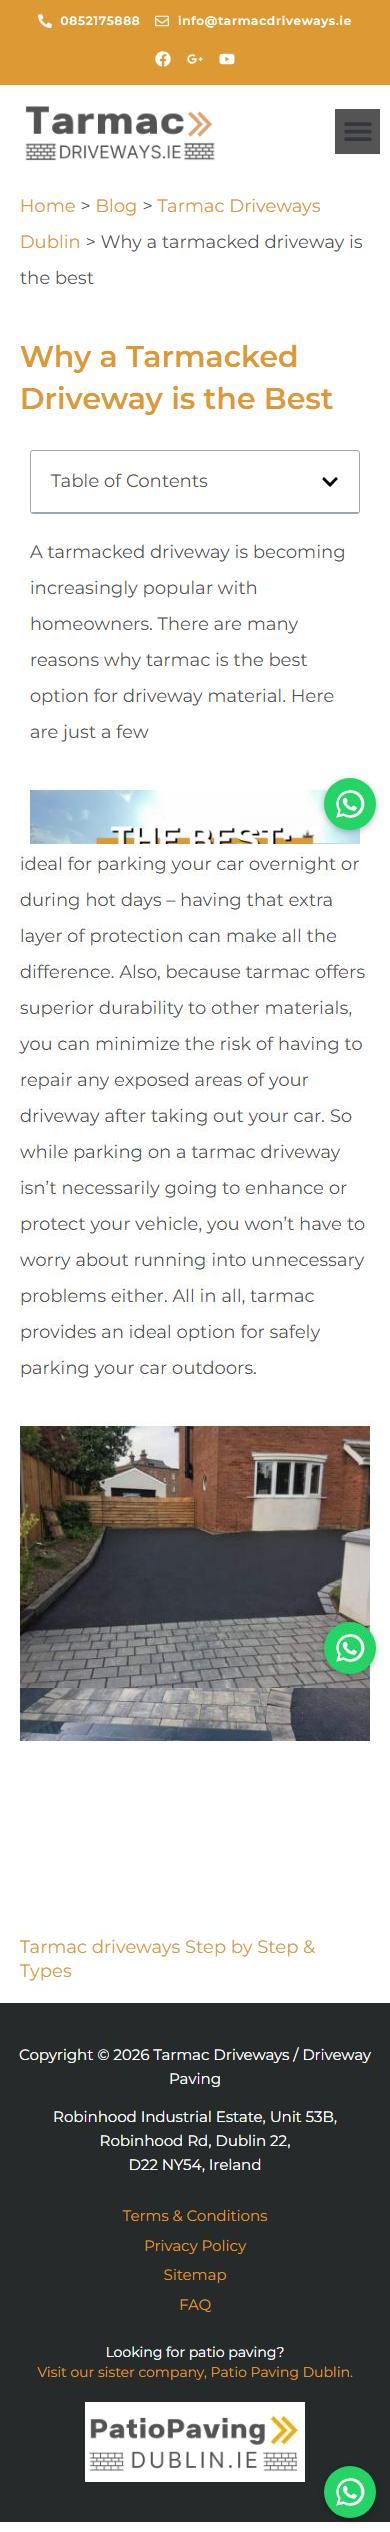 0852175888 info@tarmacdriveways.ie
Tarmac
DRIVEWAYS.IE
Home > Blog > Tarmac Driveways
Dublin > Why a tarmacked driveway is
the best
Why a Tarmacked
Driveway is the Best
Table of Contents
A tarmacked driveway is becoming
increasingly popular with
homeowners. There are many
reasons why tarmac is the best
option for driveway material. Here
are just a few
THE BEST:
ideal for parking your car overnight or
during hot days – having that extra
layer of protection can make all the
difference. Also, because tarmac offers
superior durability to other materials,
you can minimize the risk of having to
repair any exposed areas of your
driveway after taking out your car. So
while parking on a tarmac driveway
isn’t necessarily going to enhance or
protect your vehicle, you won’t have to
worry about running into unnecessary
problems either. All in all, tarmac
provides an ideal option for safely
parking your car outdoors.
Tarmac driveways Step by Step &
Types
Copyright © 2026 Tarmac Driveways / Driveway
Paving
Robinhood Industrial Estate, Unit 53B,
Robinhood Rd, Dublin 22,
D22 NY54, Ireland
Terms & Conditions
Privacy Policy
Sitemap
FAQ
Looking for patio paving?
Visit our sister company, Patio Paving Dublin.
PatioPaving
DUBLIN.IE